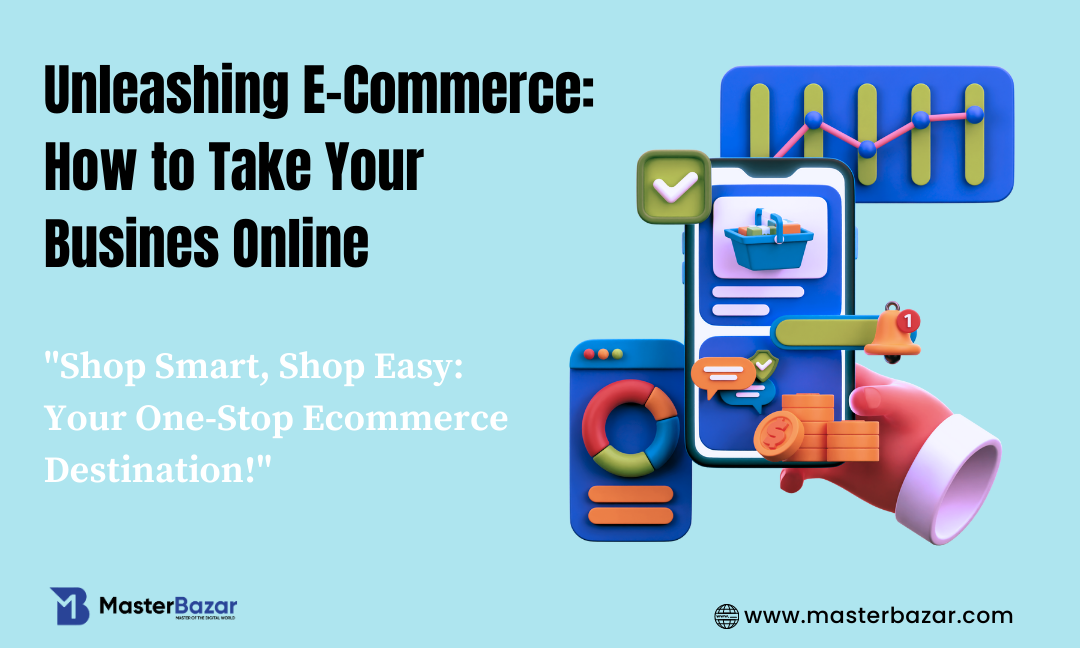 Unleashing E-Commerce:
How to Take Your
Busines Online
"Shop Smart, Shop Easy:
Your One-Stop Ecommerce
Destination!"
1
$
MasterBazar
MASTER OF THE DIGITAL WORLD
www.masterbazar.com